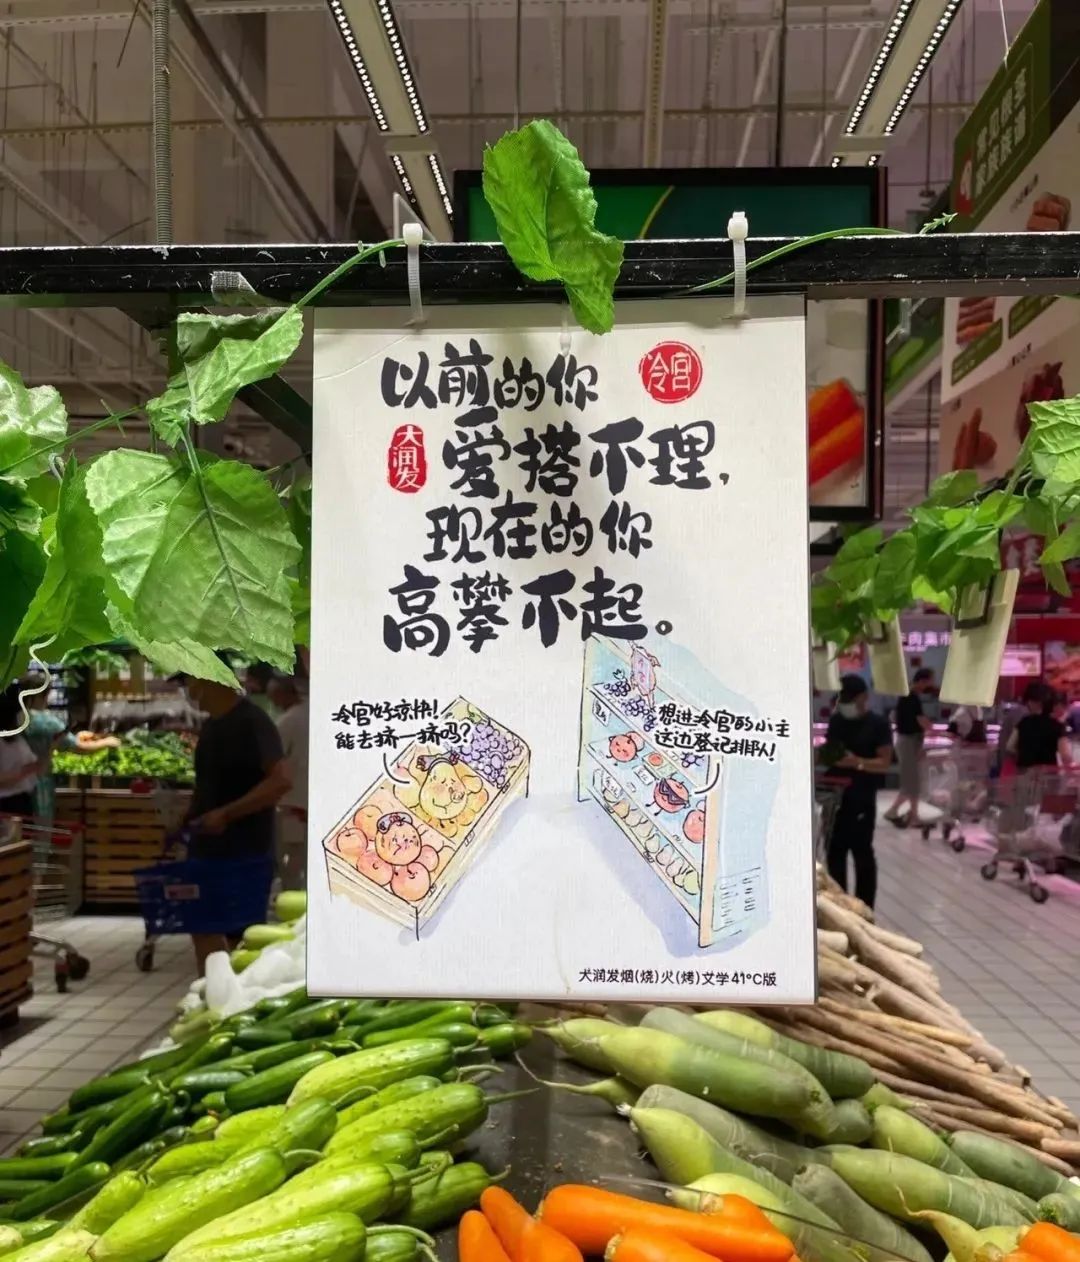 以前的你
冷宫
大润发
爱搭不理，
现在的你
高攀不起。
冷宫好凉快！
能去挤一挤吗？
想进冷宫的小主
这边登记排队！
大润发烟(烧)火(烤)文学41°C版